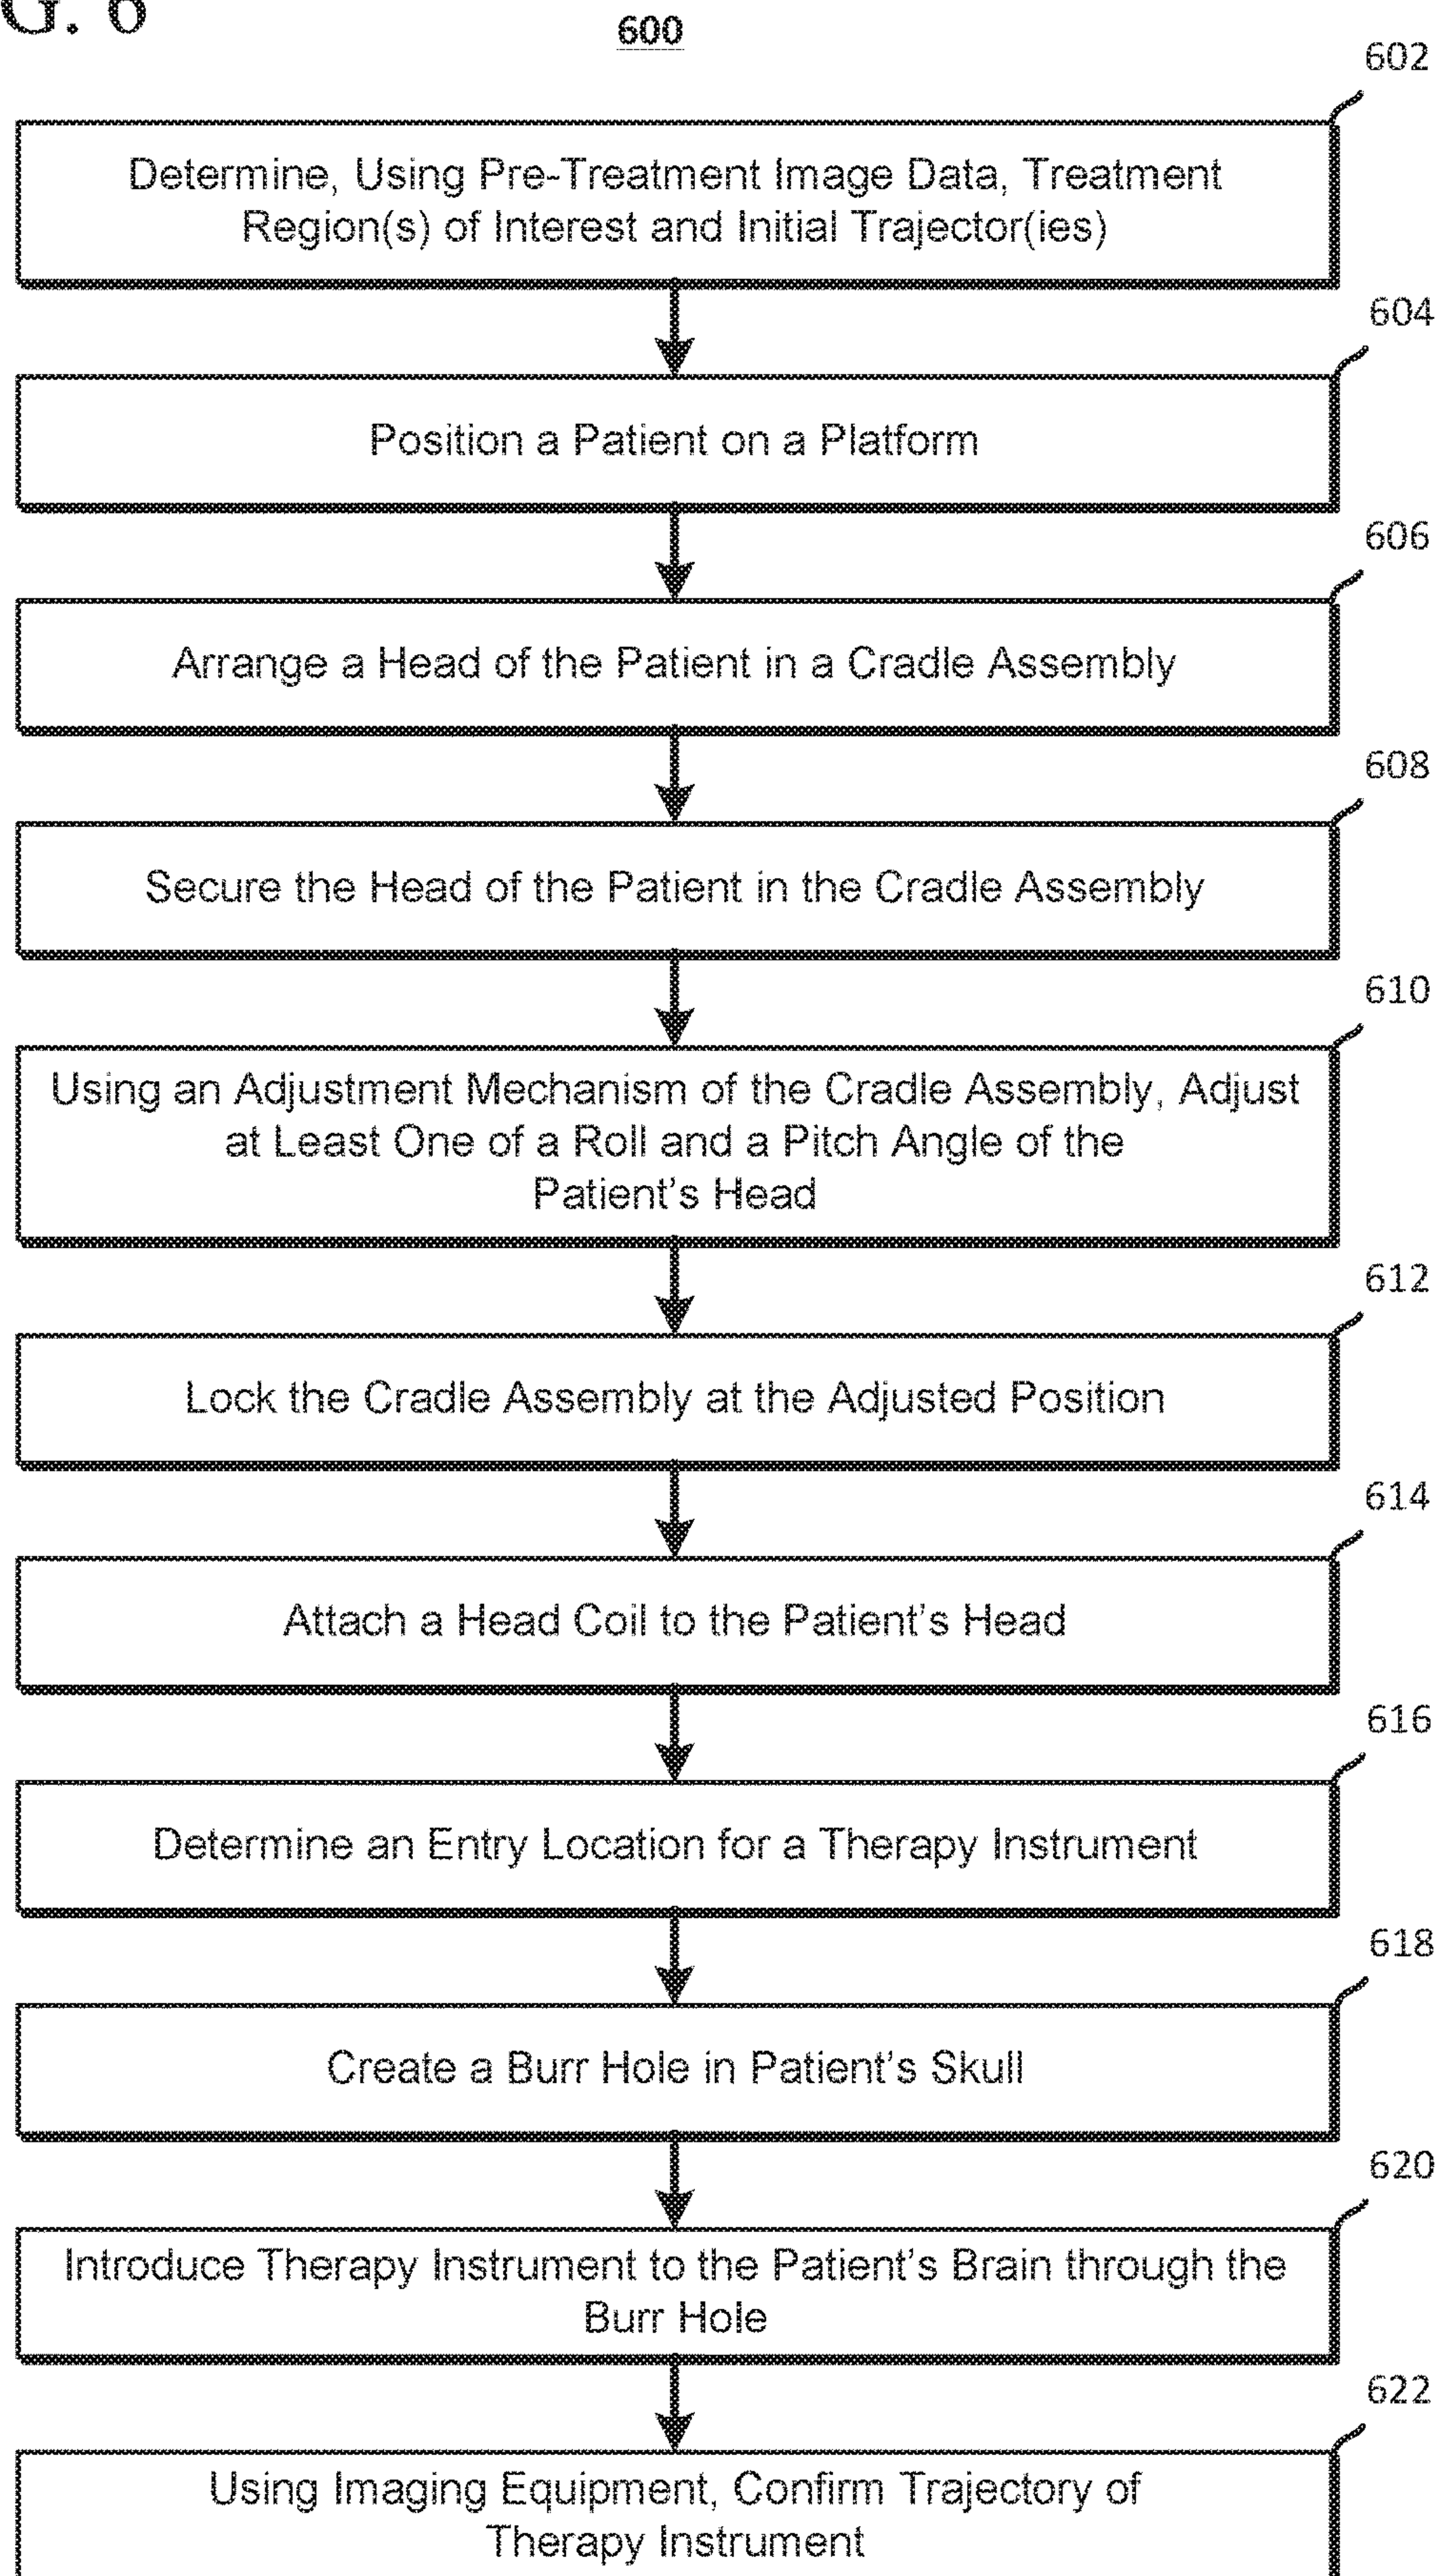 G. 6
600
602
Determine, Using Pre-Treatment Image Data, Treatment
Region(s) of Interest and Initial Trajector(ies)
604
Position a Patient on a Platform
606
Arrange a Head of the Patient in a Cradle Assembly
608
Secure the Head of the Patient in the Cradle Assembly
610
Using an Adjustment Mechanism of the Cradle Assembly, Adjust
at Least One of a Roll and a Pitch Angle of the
Patient's Head
612
Lock the Cradle Assembly at the Adjusted Position
614
Attach a Head Coil to the Patient's Head
616
Determine an Entry Location for a Therapy Instrument
618
Create a Burr Hole in Patient's Skull
620
Introduce Therapy Instrument to the Patient's Brain through the
Burr Hole
622
Using Imaging Equipment, Confirm Trajectory of
Therapy Instrument